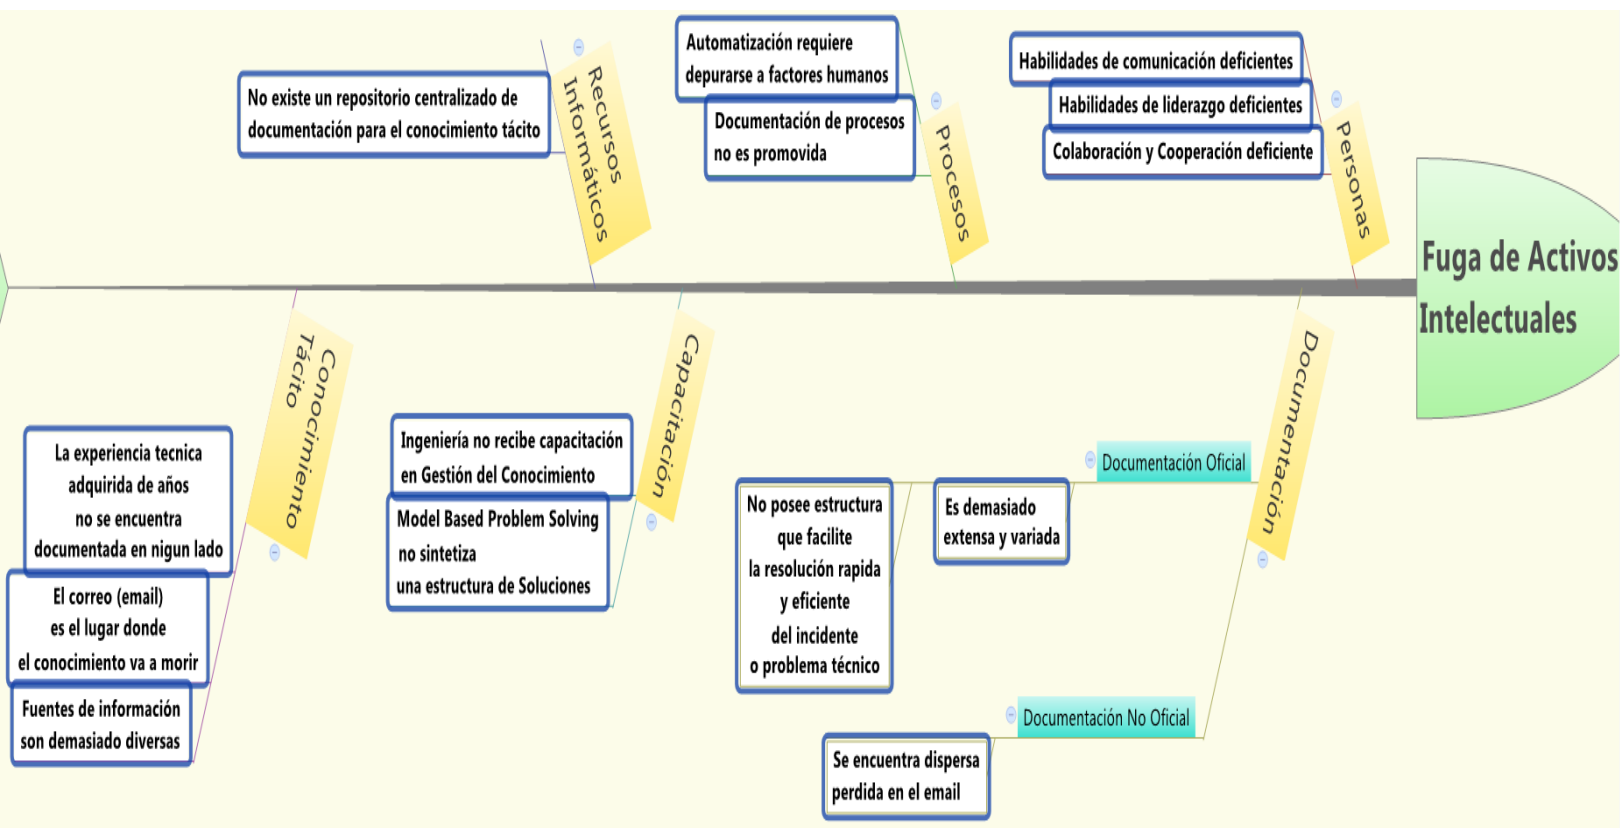 No existe un repositorio centralizado de
documentación para el conocimiento tácito
Recursos
Informáticos
Automatización requiere
depurarse a factores humanos
Documentación de procesos
no es promovida
Procesos
Habilidades de comunicación deficientes
Habilidades de liderazgo deficientes
Colaboración y Cooperación deficiente
Personas
Fuga de Activos
Intelectuales
Conocimiento
Tácito
La experiencia tecnica
adquirida de años
no se encuentra
documentada en nigun lado
El correo (email)
es el lugar donde
el conocimiento va a morir
Fuentes de información
son demasiado diversas
Capacitación
Ingeniería no recibe capacitación
en Gestión del Conocimiento
Model Based Problem Solving
no sintetiza
una estructura de Soluciones
Documentación
Documentación Oficial
Es demasiado
extensa y variada
No posee estructura
que facilite
la resolución rapida
y eficiente
del incidente
o problema técnico
Documentación No Oficial
Se encuentra dispersa
perdida en el email